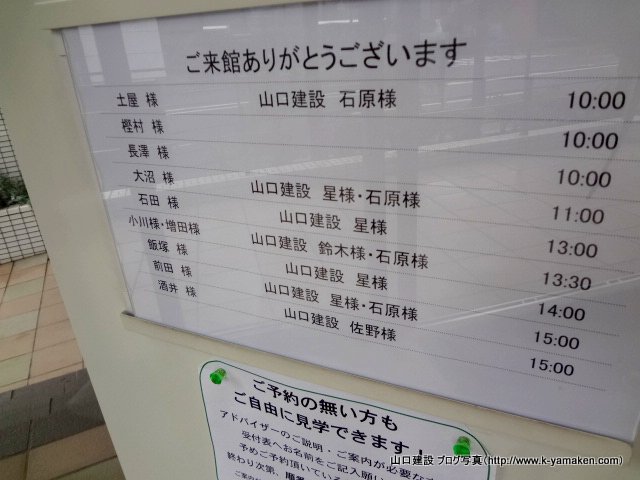 ご来館ありがとうございます
土屋 様 山口建設 石原様 10:00
樫村 様 10:00
長澤 様 10:00
大沼 様 山口建設 星様・石原様 11:00
石田 様 山口建設 星様 13:00
小川様・増田様 山口建設 鈴木様・石原様 13:30
飯塚 様 山口建設 星様 14:00
前田 様 山口建設 星様・石原様 15:00
酒井 様 山口建設 佐野様 15:00
ご予約の無い方も
ご自由に見学できます
アドバイザーのご説明・ご案内が必要な
受付表へお名前をご記入願い
予めご予約頂いている
終わり次第、順
山口建設 ブログ写真(http://www.k-yamaken.com)